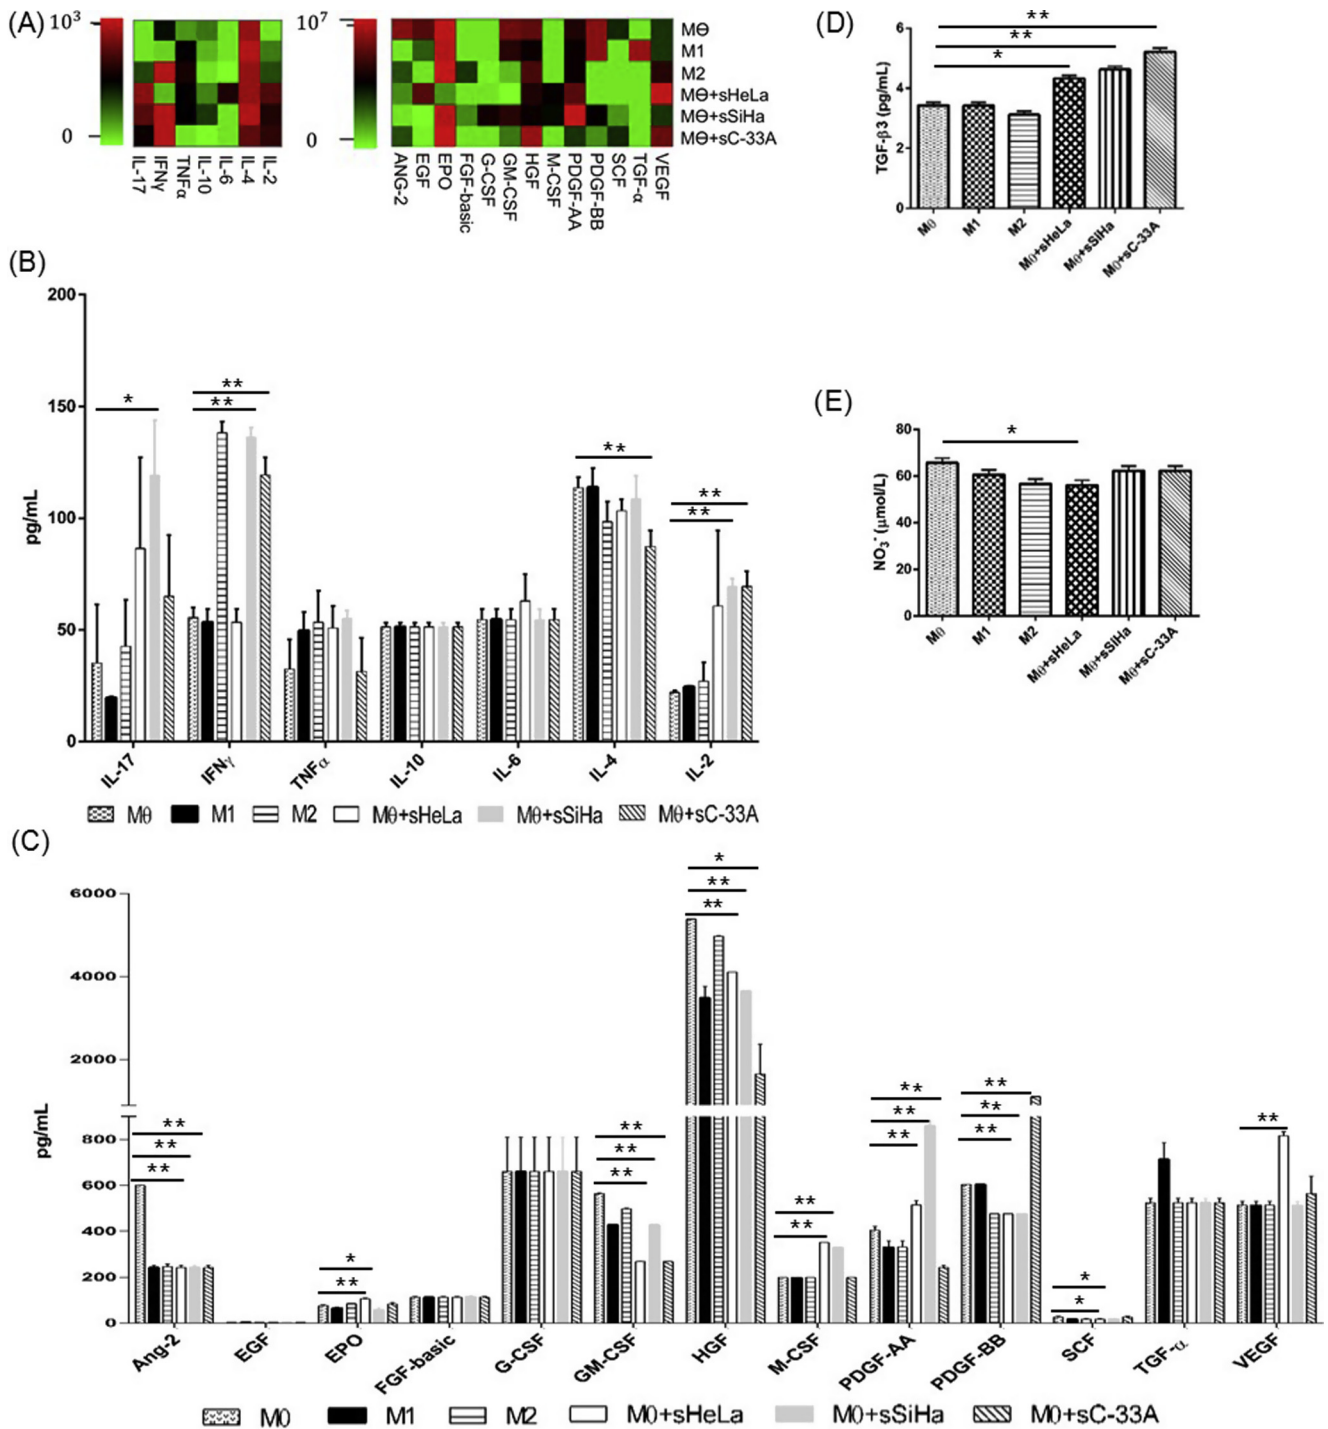 (A)
10³
0
IL-17
IFNγ
TNFα
IL-10
IL-6
IL-4
IL-2
10⁷
0
MΘ
M1
M2
MΘ+sHeLa
MΘ+sSiHa
MΘ+sC-33A
ANG-2
EGF
EPO
FGF-basic
G-CSF
GM-CSF
HGF
M-CSF
PDGF-AA
PDGF-BB
SCF
TGF-α
VEGF
(D)
TGF-β3 (pg/mL)
6
4
2
0
**
**
*
Mθ
M1
M2
Mθ+sHeLa
Mθ+sSiHa
Mθ+sC-33A
(B)
pg/mL
200
150
100
50
0
*
**
**
**
**
**
IL-17
IFNγ
TNFα
IL-10
IL-6
IL-4
IL-2
Mθ M1 M2 Mθ+sHeLa Mθ+sSiHa Mθ+sC-33A
(E)
NO₃⁻ (μmol/L)
80
60
40
20
0
*
Mθ
M1
M2
Mθ+sHeLa
Mθ+sSiHa
Mθ+sC-33A
(C)
pg/mL
6000
4000
2000
800
600
400
200
0
**
**
**
*
**
**
**
**
*
**
**
**
**
**
**
**
**
**
**
*
*
**
Ang-2
EGF
EPO
FGF-basic
G-CSF
GM-CSF
HGF
M-CSF
PDGF-AA
PDGF-BB
SCF
TGF-α
VEGF
M0 M1 M2 M0+sHeLa M0+sSiHa M0+sC-33A